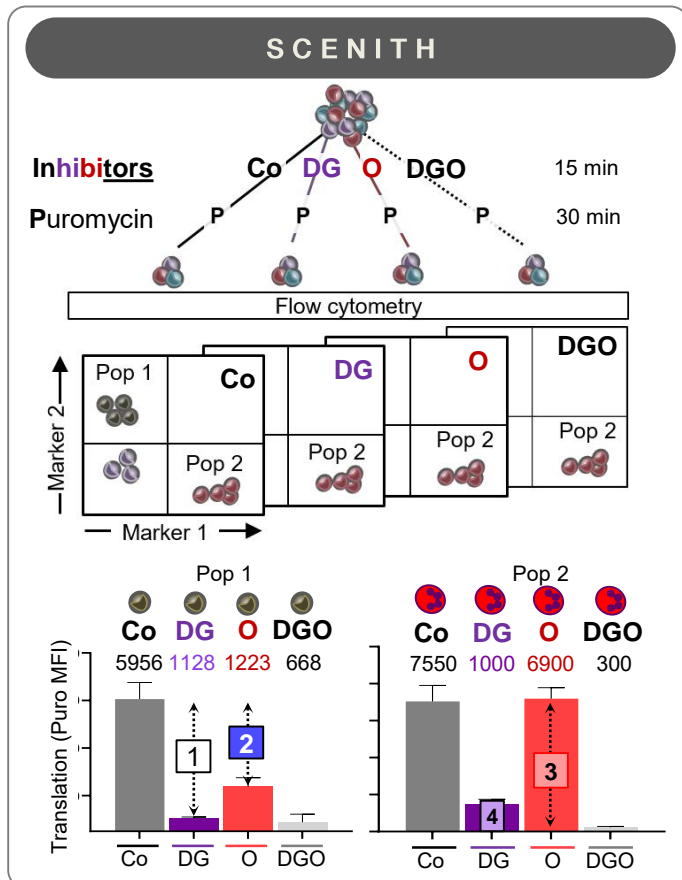 SCENITH
Inhibitors Co DG O DGO 15 min
Puromycin P P P P 30 min
Flow cytometry
Marker 2
Pop 1 Co DG O DGO
Pop 2 Pop 2 Pop 2 Pop 2
Marker 1
Pop 1 Pop 2
Co DG O DGO Co DG O DGO
5956 1128 1223 668 7550 1000 6900 300
Translation (Puro MFI)
1 2 3 4
Co DG O DGO Co DG O DGO